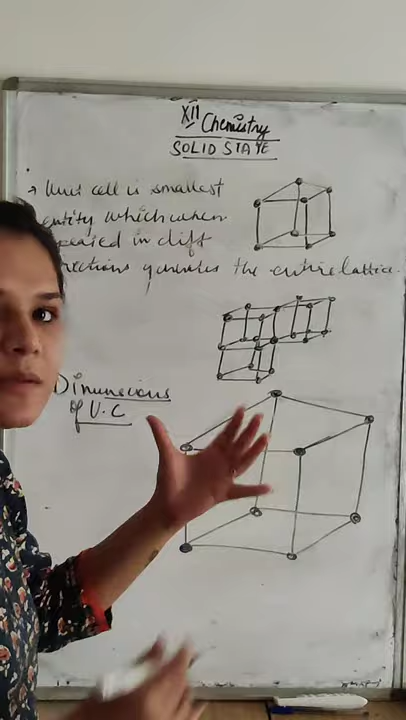 XII Chemistry
SOLID STATE
→ Unit cell is smallest
entity which when
repeated in diff
directions generates the entire lattice.
Dimensions
of U.C